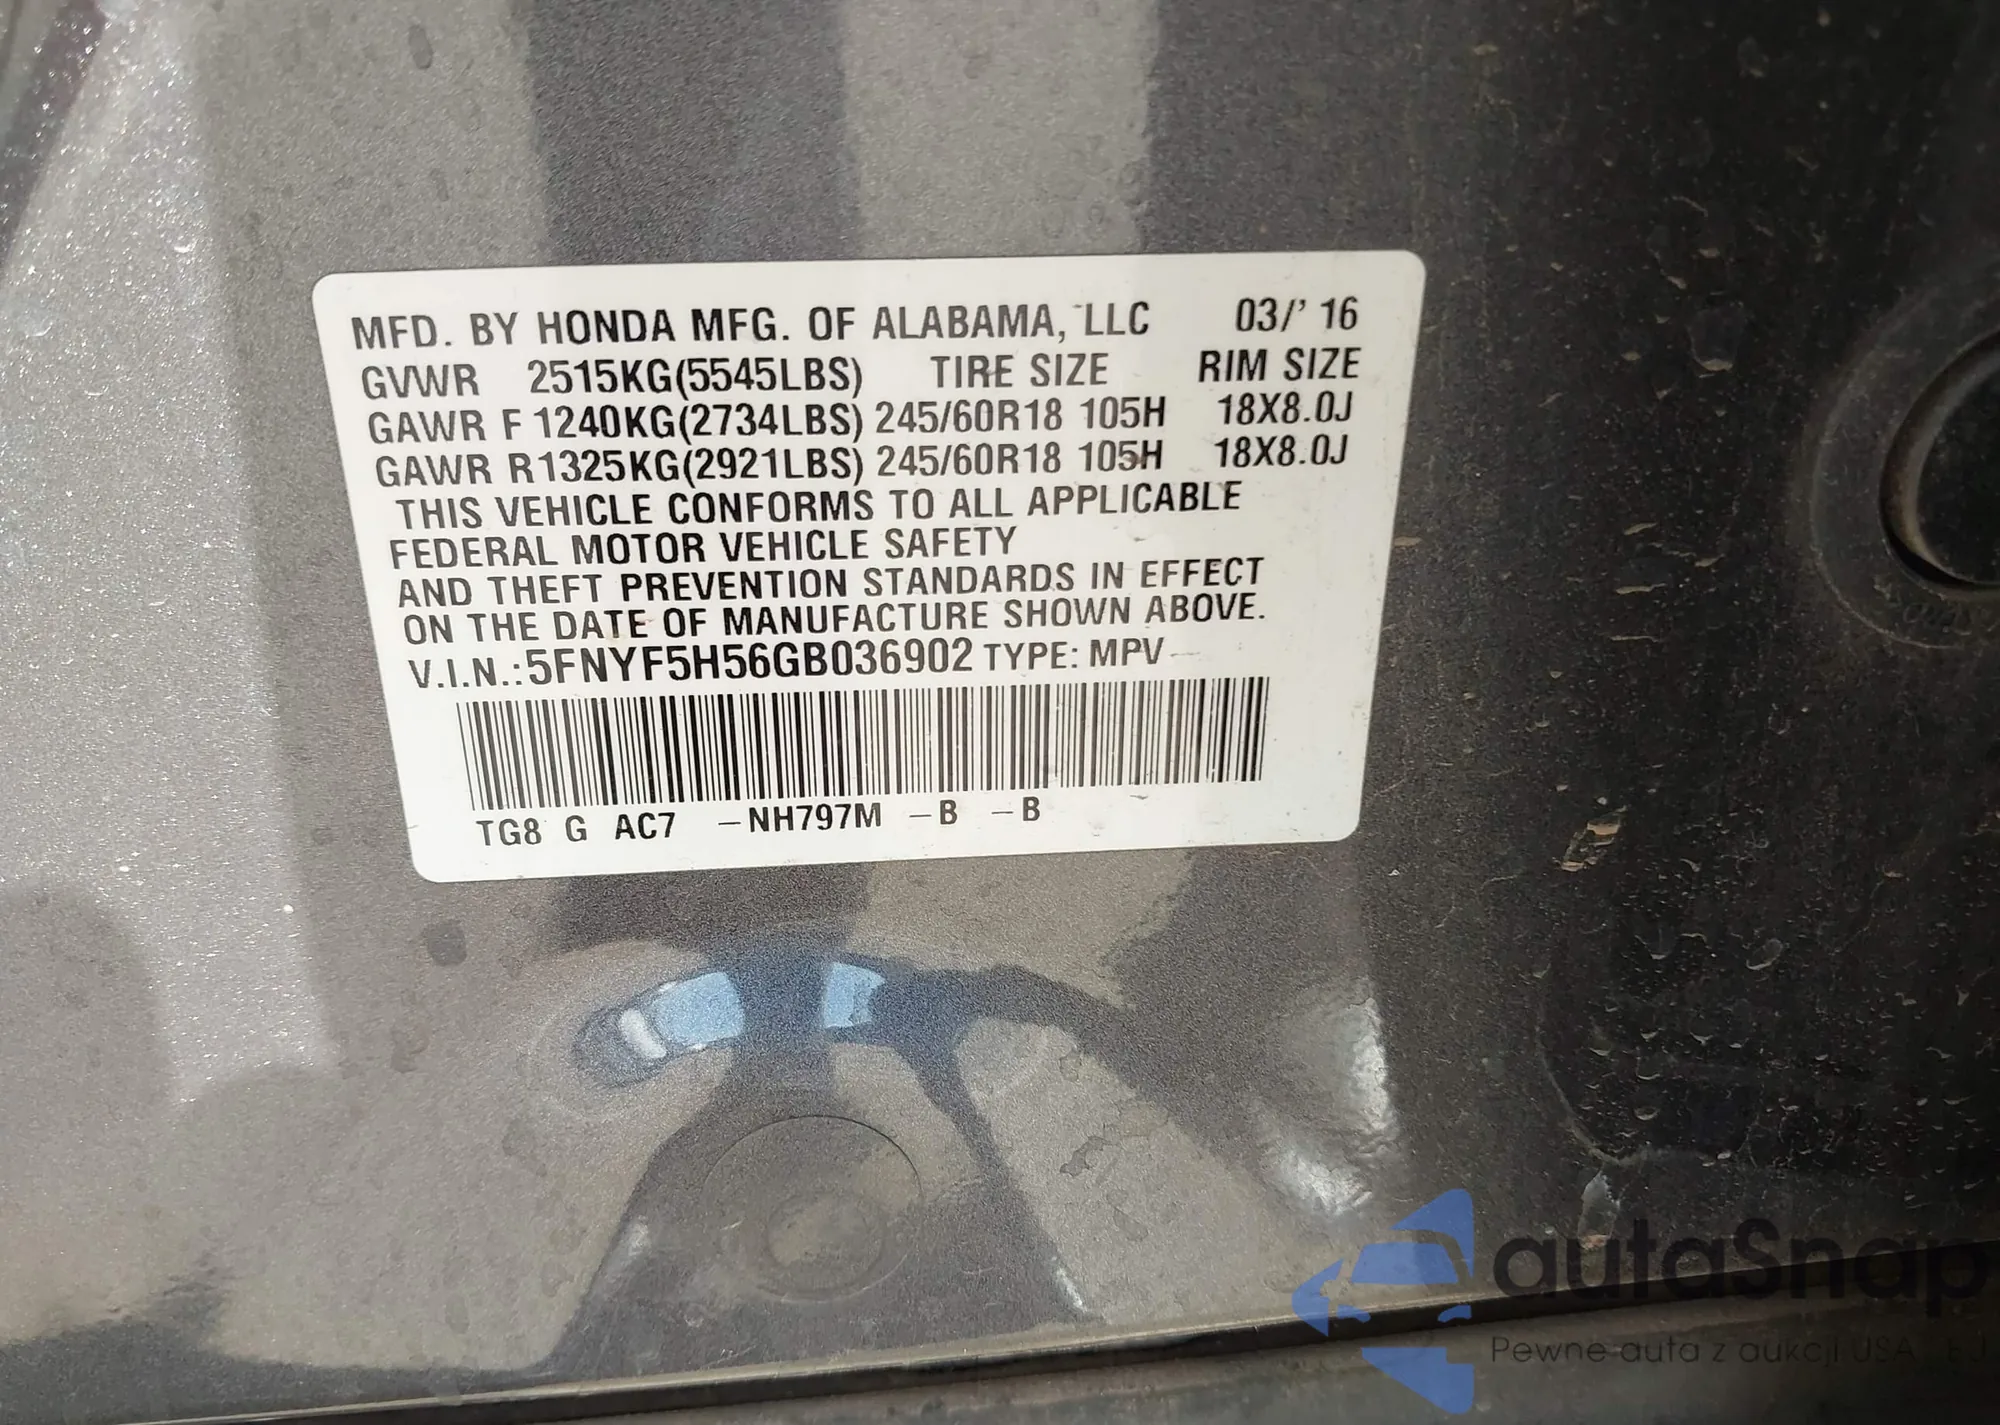 MFD. BY HONDA MFG. OF ALABAMA, LLC 03/' 16
GVWR 2515KG(5545LBS) TIRE SIZE RIM SIZE
GAWR F 1240KG(2734LBS) 245/60R18 105H 18X8.0J
GAWR R1325KG(2921LBS) 245/60R18 105H 18X8.0J
THIS VEHICLE CONFORMS TO ALL APPLICABLE
FEDERAL MOTOR VEHICLE SAFETY
AND THEFT PREVENTION STANDARDS IN EFFECT
ON THE DATE OF MANUFACTURE SHOWN ABOVE.
V.I.N.:5FNYF5H56GB036902 TYPE: MPV
TG8 G AC7 –NH797M –B –B
autaSnap
Pewne auta z aukcji USA